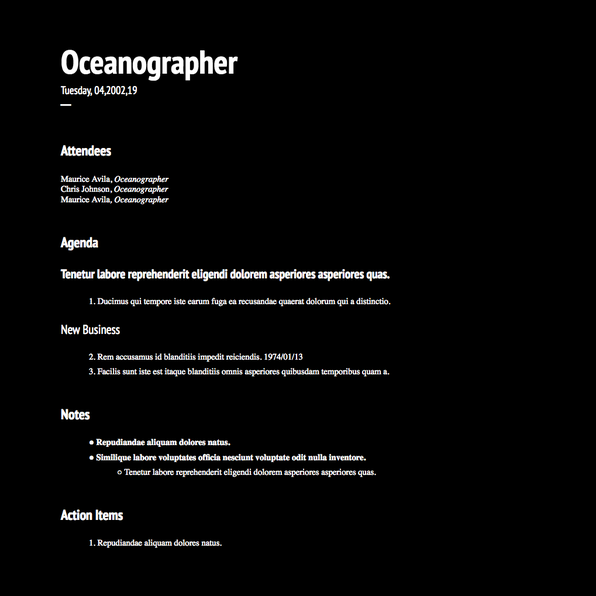 Oceanographer
Tuesday, 04,2002,19
Attendees
Maurice Avila, Oceanographer
Chris Johnson, Oceanographer
Maurice Avila, Oceanographer
Agenda
Tenetur labore reprehenderit eligendi dolorem asperiores asperiores quas.
1. Ducimus qui tempore iste earum fuga ea recusandae quaerat dolorum qui a distinctio.
New Business
2. Rem accusamus id blanditiis impedit reiciendis. 1974/01/13
3. Facilis sunt iste est itaque blanditiis omnis asperiores quibusdam temporibus quam a.
Notes
● Repudiandae aliquam dolores natus.
● Similique labore voluptates officia nesciunt voluptate odit nulla inventore.
○ Tenetur labore reprehenderit eligendi dolorem asperiores asperiores quas.
Action Items
1. Repudiandae aliquam dolores natus.